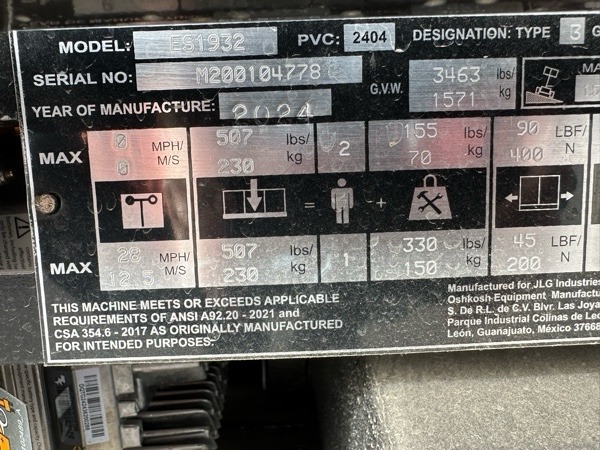 MODEL: ES1932 PVC: 2404 DESIGNATION: TYPE 3 G
SERIAL NO: M200104778 G.V.W. 3463 lbs/ 1571 kg MA
YEAR OF MANUFACTURE: 2024
MAX 0 MPH/ 0 M/S 507 lbs/ 230 kg 2 155 lbs/ 70 kg 90 LBF/ 400 N
= +
MAX 28 MPH/ 12.5 M/S 507 lbs/ 230 kg 1 330 lbs/ 150 kg 45 LBF/ 200 N
THIS MACHINE MEETS OR EXCEEDS APPLICABLE
REQUIREMENTS OF ANSI A92.20 - 2021 and
CSA 354.6 - 2017 AS ORIGINALLY MANUFACTURED
FOR INTENDED PURPOSES.
Manufactured for JLG Industries
Oshkosh Equipment Manufactu
S. De R.L. de C.V. Blvr. Las Joya
Parque Industrial Colinas de Leó
León, Guanajuato, México 3766